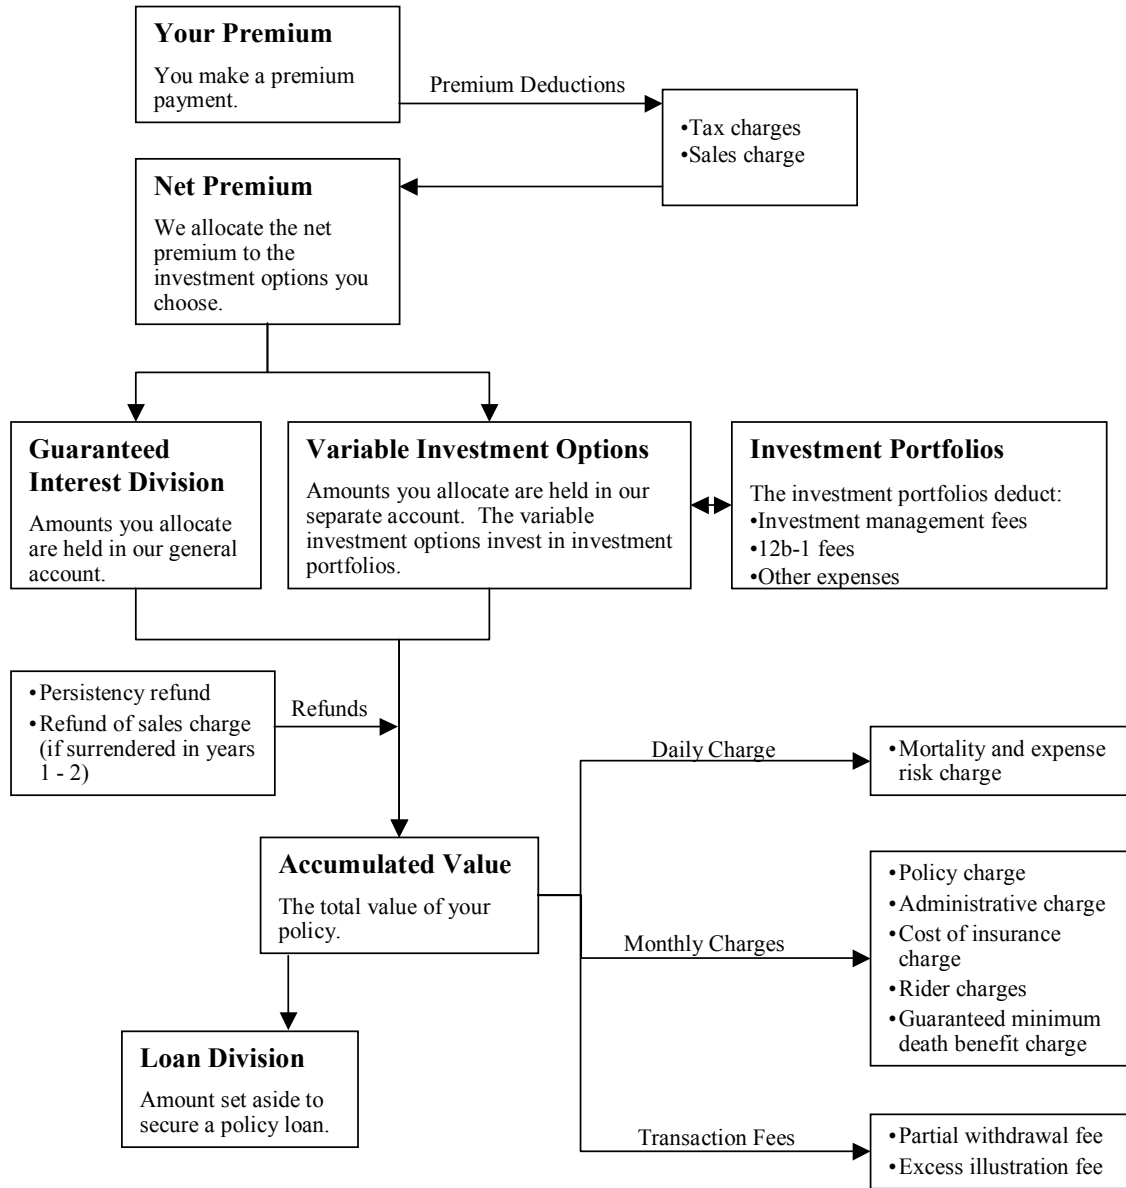 Your Premium
You make a premium
payment.
Premium Deductions
•Tax charges
•Sales charge
Net Premium
We allocate the net
premium to the
investment options you
choose.
Guaranteed
Interest Division
Amounts you allocate
are held in our general
account.
Variable Investment Options
Amounts you allocate are held in our
separate account.  The variable
investment options invest in investment
portfolios.
Investment Portfolios
The investment portfolios deduct:
•Investment management fees
•12b-1 fees
•Other expenses
•Persistency refund
•Refund of sales charge
(if surrendered in years
1 - 2)
Refunds
Daily Charge
•Mortality and expense
risk charge
Accumulated Value
The total value of your
policy.
Monthly Charges
•Policy charge
•Administrative charge
•Cost of insurance
charge
•Rider charges
•Guaranteed minimum
death benefit charge
Loan Division
Amount set aside to
secure a policy loan.
Transaction Fees
•Partial withdrawal fee
•Excess illustration fee